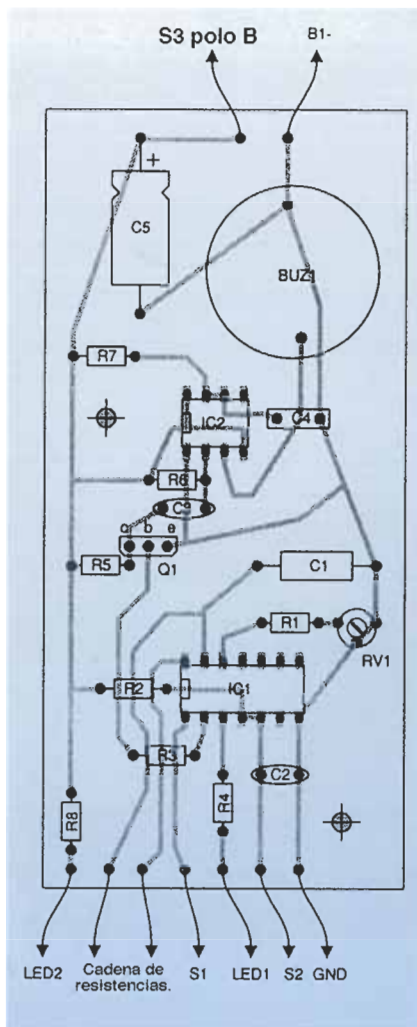 S3 polo B
B1-
+
C5
BUZ1
R7
IC2
C4
R6
b e
R5
Q1
C1
R1
RV1
R2
IC1
R3
C2
R4
R8
LED2
Cadena de
resistencias.
S1
LED1
S2
GND